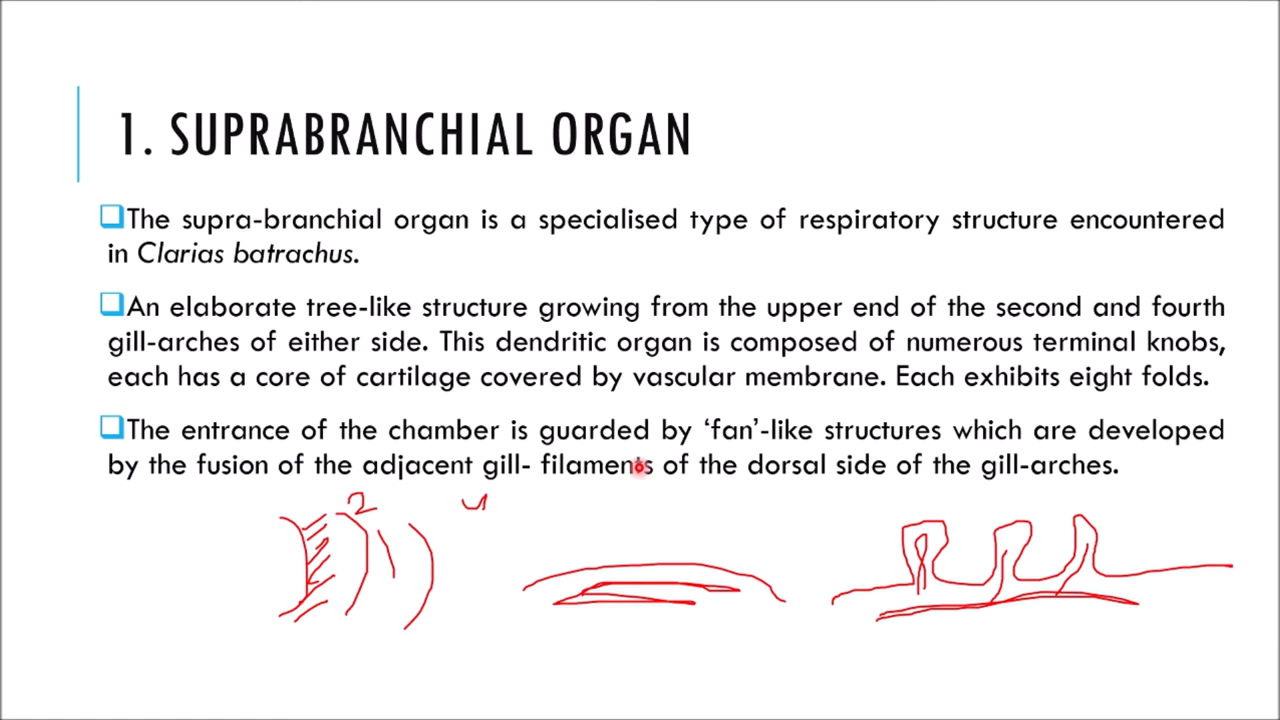 1. SUPRABRANCHIAL ORGAN
The supra-branchial organ is a specialised type of respiratory structure encountered
in Clarias batrachus.
An elaborate tree-like structure growing from the upper end of the second and fourth
gill-arches of either side. This dendritic organ is composed of numerous terminal knobs,
each has a core of cartilage covered by vascular membrane. Each exhibits eight folds.
The entrance of the chamber is guarded by ‘fan’-like structures which are developed
by the fusion of the adjacent gill- filaments of the dorsal side of the gill-arches.
2 4